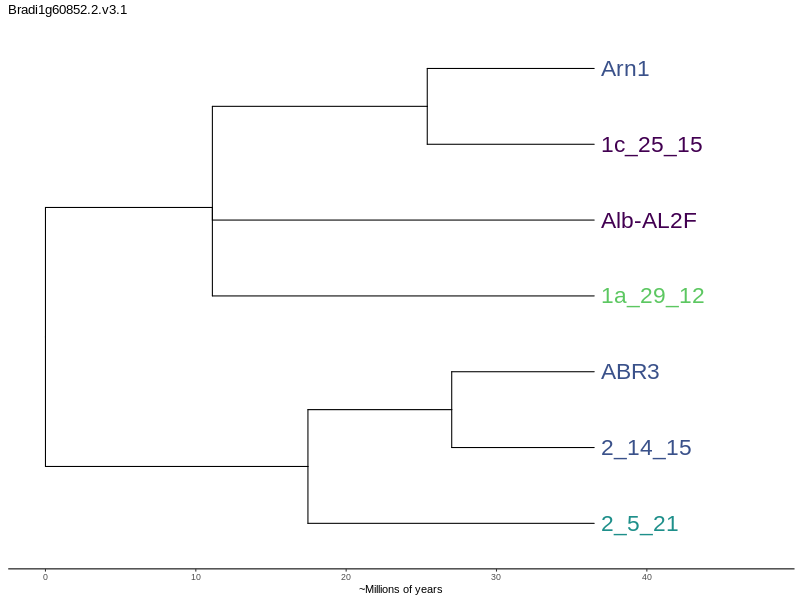 Bradi1g60852.2.v3.1
Arn1
1c_25_15
Alb-AL2F
1a_29_12
ABR3
2_14_15
2_5_21
0 10 20 30 40
~Millions of years